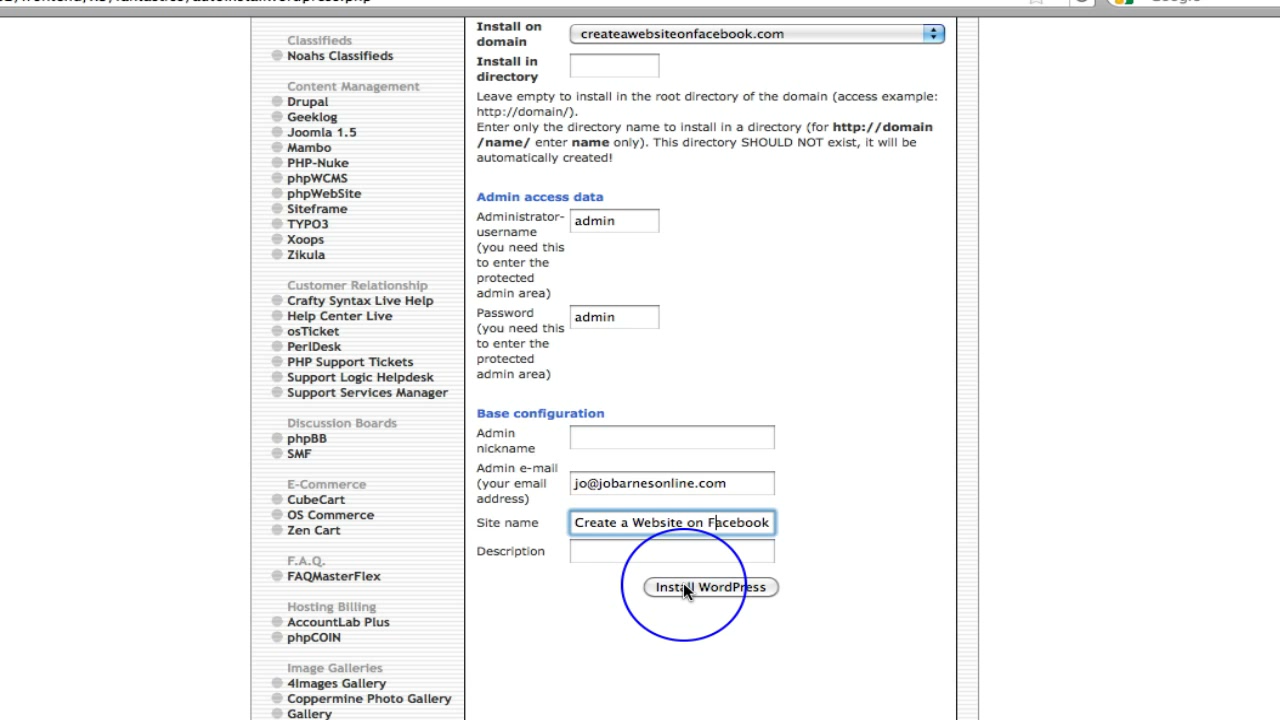 Classifieds
Noahs Classifieds
Content Management
Drupal
Geeklog
Joomla 1.5
Mambo
PHP-Nuke
phpWCMS
phpWebSite
Siteframe
TYPO3
Xoops
Zikula
Customer Relationship
Crafty Syntax Live Help
Help Center Live
osTicket
PerlDesk
PHP Support Tickets
Support Logic Helpdesk
Support Services Manager
Discussion Boards
phpBB
SMF
E-Commerce
CubeCart
OS Commerce
Zen Cart
F.A.Q.
FAQMasterFlex
Hosting Billing
AccountLab Plus
phpCOIN
Image Galleries
4Images Gallery
Coppermine Photo Gallery
Gallery
Install on
domain
createawebsiteonfacebook.com
Install in
directory
Leave empty to install in the root directory of the domain (access example:
http://domain/).
Enter only the directory name to install in a directory (for http://domain
/name/ enter name only). This directory SHOULD NOT exist, it will be
automatically created!
Admin access data
Administrator-
username
(you need this
to enter the
protected
admin area)
admin
Password
(you need this
to enter the
protected
admin area)
admin
Base configuration
Admin
nickname
Admin e-mail
(your email
address)
jo@jobarnesonline.com
Site name
Create a Website on Facebook
Description
Install WordPress